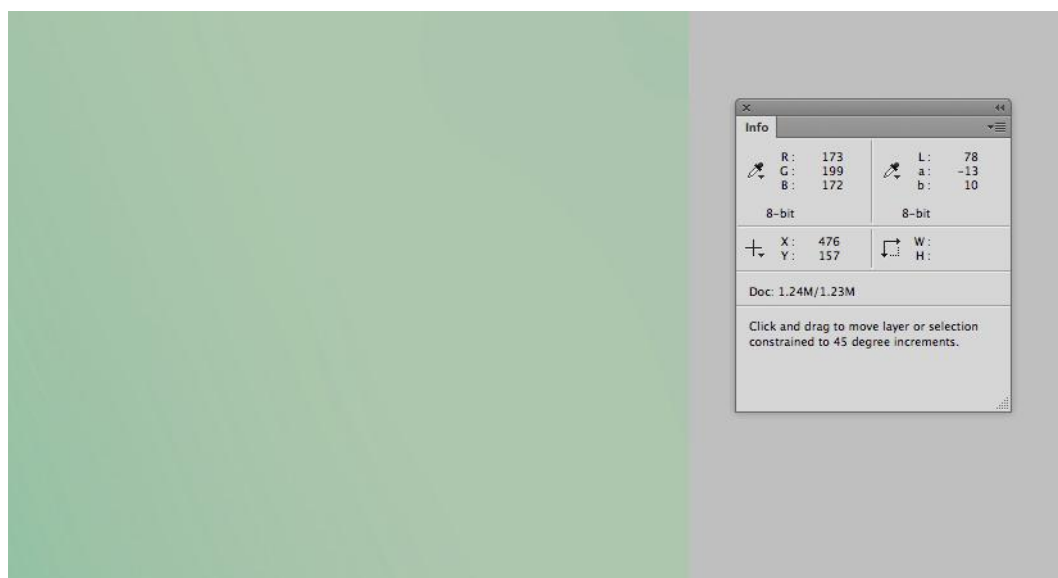 Info
R: 173 L: 78
G: 199 a: -13
B: 172 b: 10
8-bit 8-bit
X: 476 W:
Y: 157 H:
Doc: 1.24M/1.23M
Click and drag to move layer or selection
constrained to 45 degree increments.